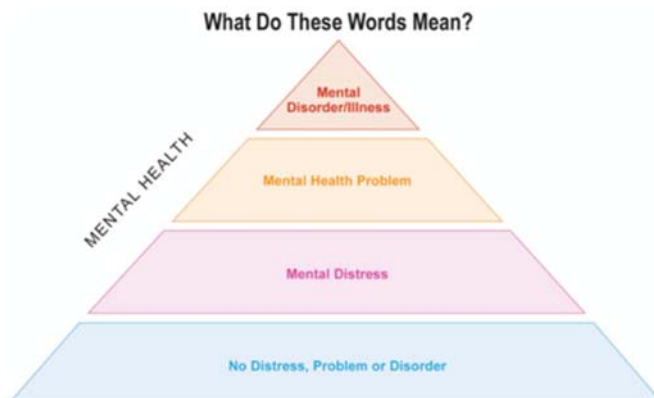 What Do These Words Mean?
Mental
Disorder/Illness
MENTAL HEALTH
Mental Health Problem
Mental Distress
No Distress, Problem or Disorder